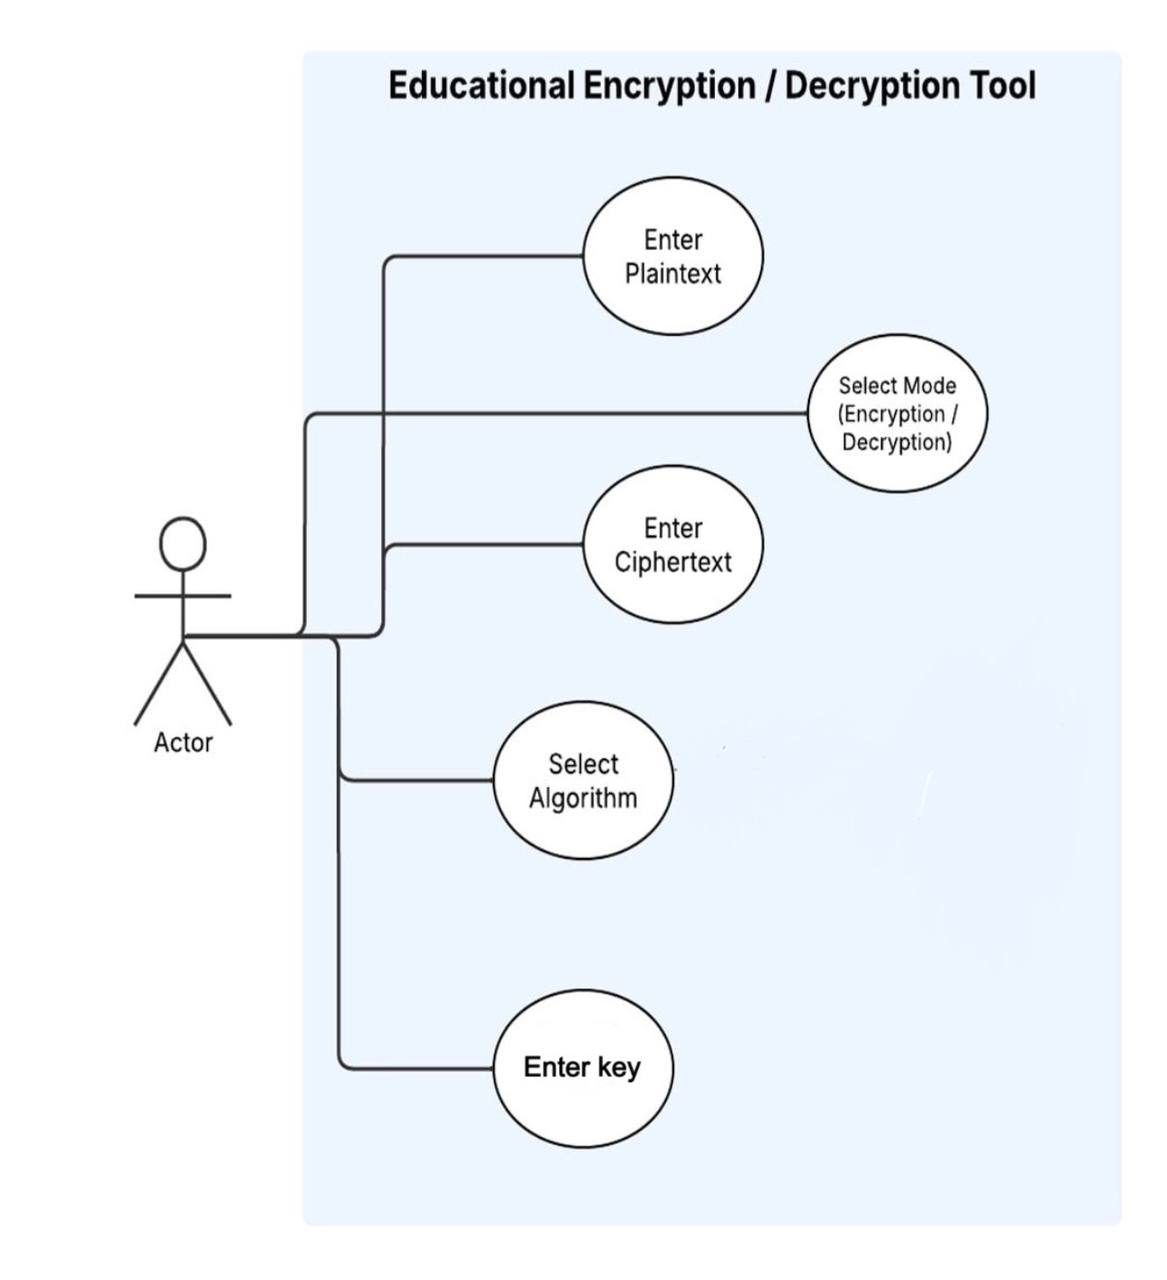 Educational Encryption / Decryption Tool
Enter
Plaintext
Select Mode
(Encryption /
Decryption)
Enter
Ciphertext
Actor
Select
Algorithm
Enter key